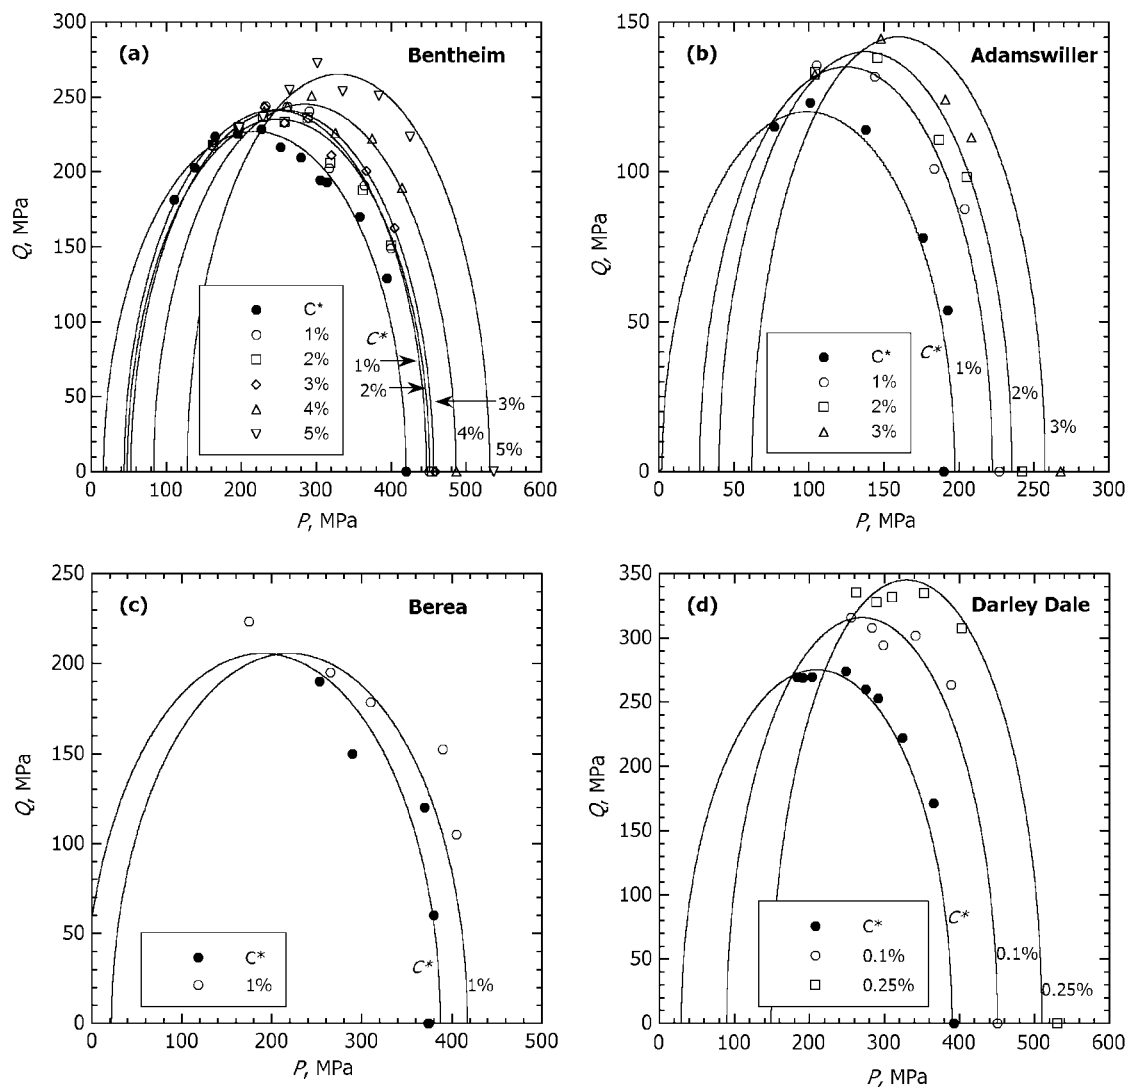 (a)
Bentheim
300
250
200
150
100
50
0
Q, MPa
C*
1%
2%
3%
4%
5%
C*
1%
2%
3%
4%
5%
0 100 200 300 400 500 600
P, MPa
(b)
Adamswiller
150
100
50
0
Q, MPa
C*
1%
2%
3%
C*
1%
2%
3%
0 50 100 150 200 250 300
P, MPa
(c)
Berea
250
200
150
100
50
0
Q, MPa
C*
1%
C*
1%
0 100 200 300 400 500
P, MPa
(d)
Darley Dale
350
300
250
200
150
100
50
0
Q, MPa
C*
0.1%
0.25%
C*
0.1%
0.25%
0 100 200 300 400 500 600
P, MPa